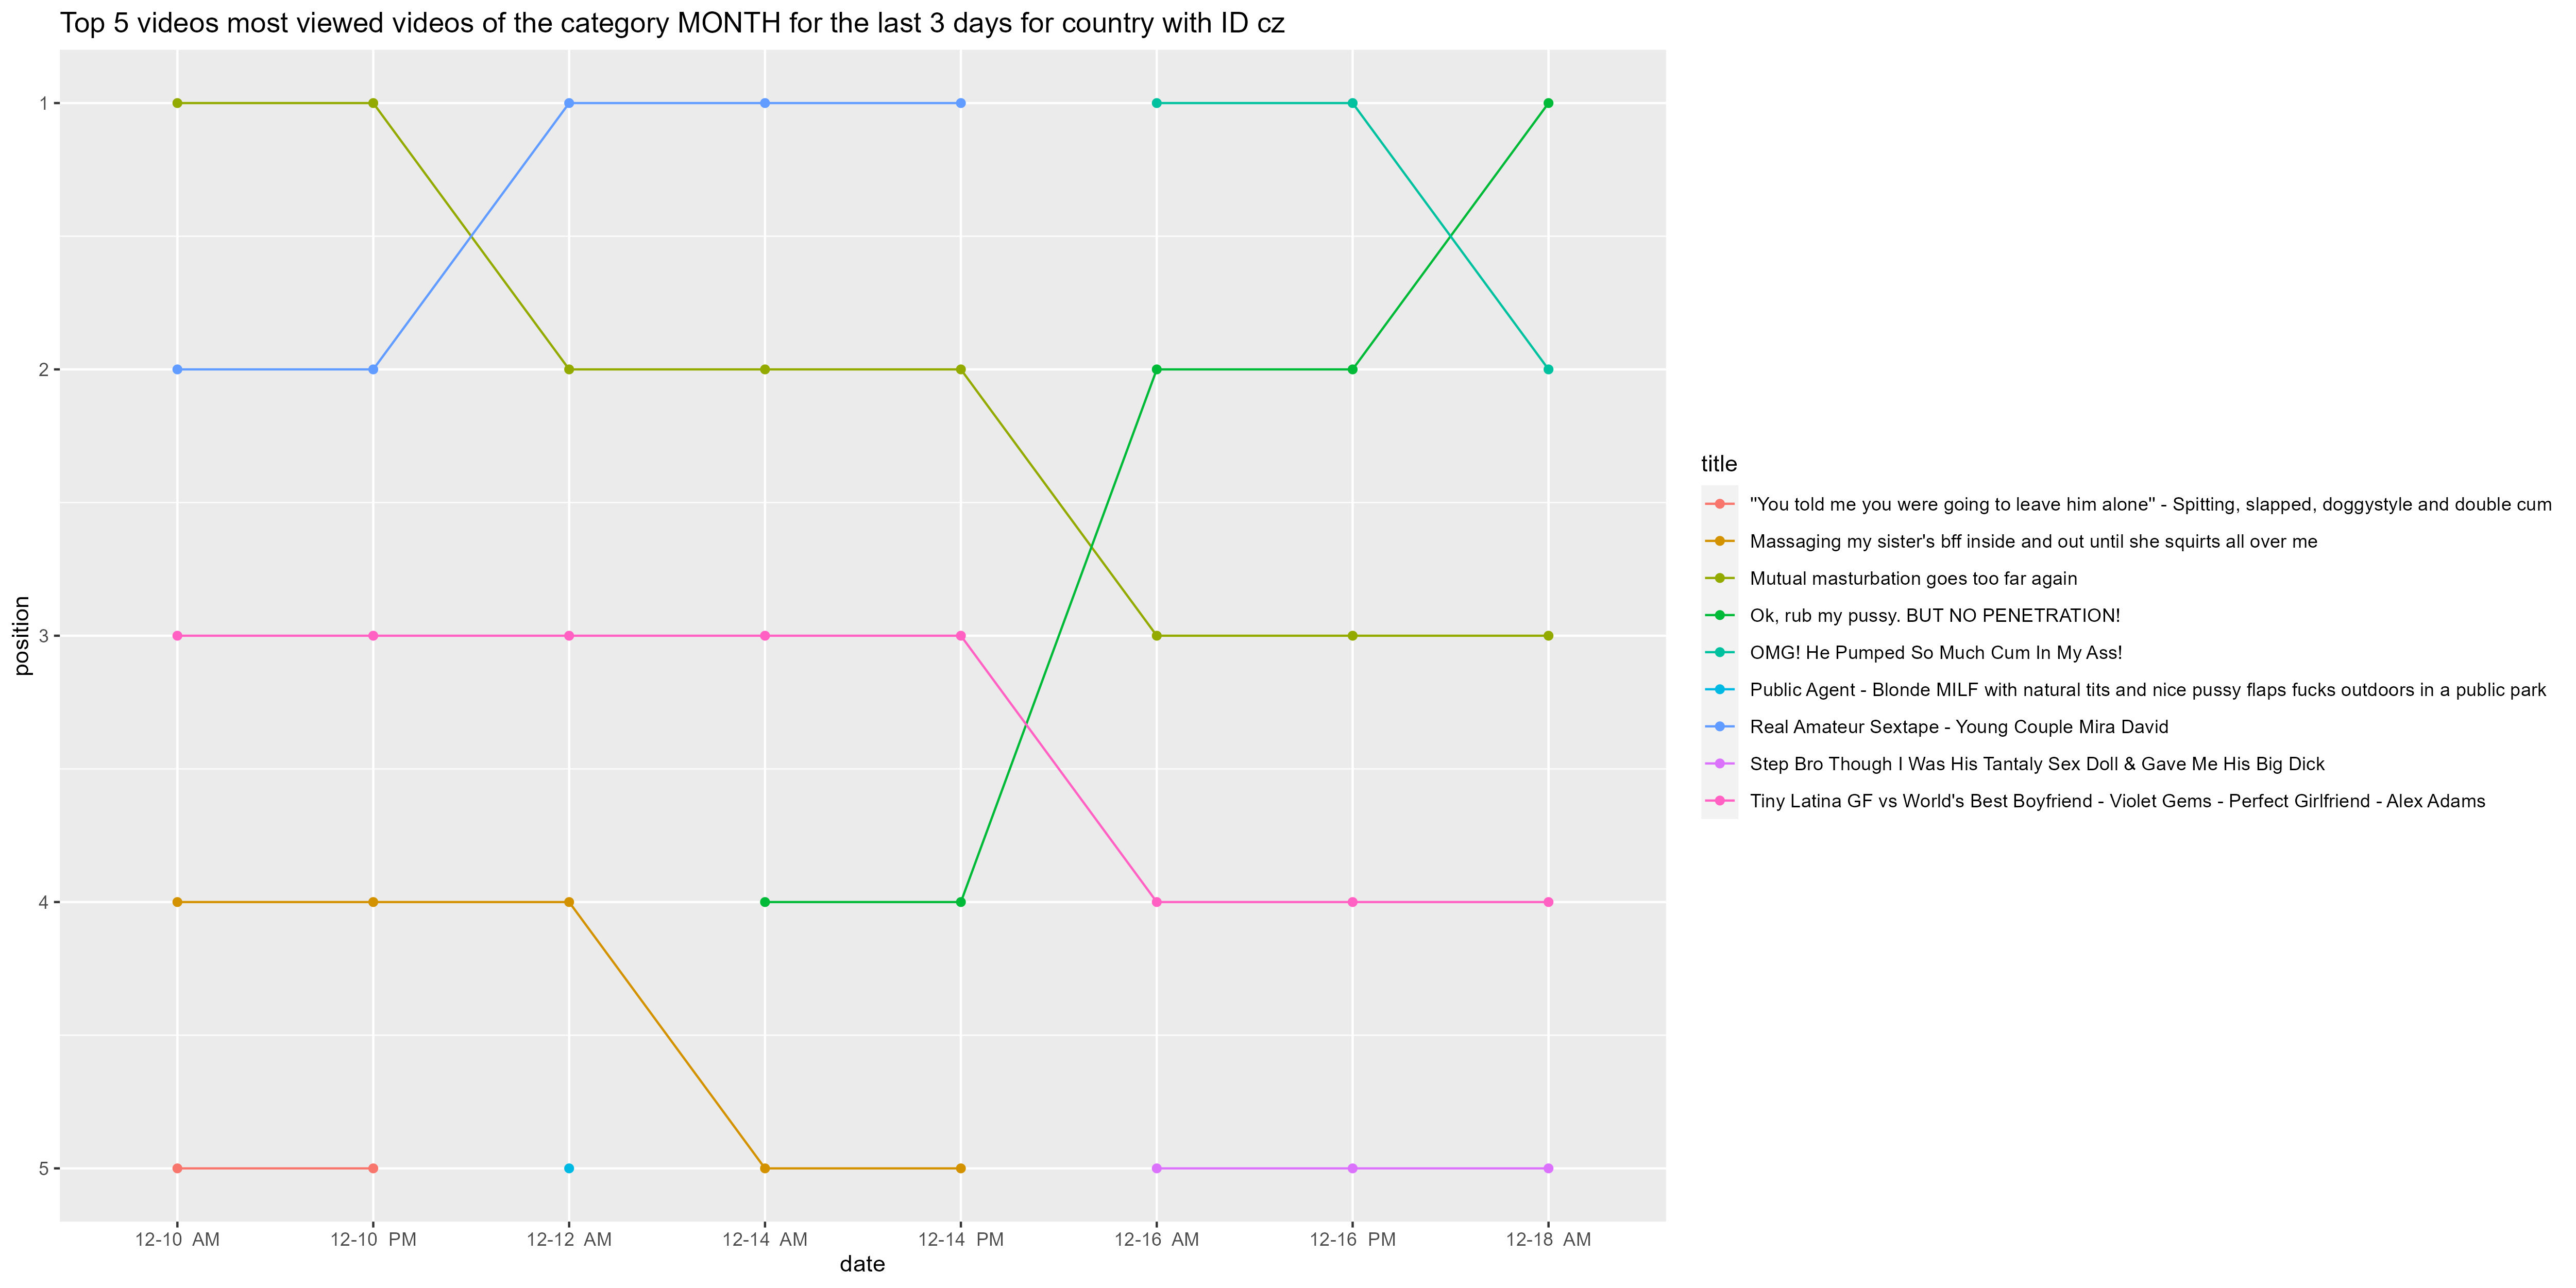 Top 5 videos most viewed videos of the category MONTH for the last 3 days for country with ID cz
1
2
3
4
5
position
12-10 AM
12-10 PM
12-12 AM
12-14 AM
12-14 PM
12-16 AM
12-16 PM
12-18 AM
date
title
"You told me you were going to leave him alone" - Spitting, slapped, doggystyle and double cum
Massaging my sister's bff inside and out until she squirts all over me
Mutual masturbation goes too far again
Ok, rub my pussy. BUT NO PENETRATION!
OMG! He Pumped So Much Cum In My Ass!
Public Agent - Blonde MILF with natural tits and nice pussy flaps fucks outdoors in a public park
Real Amateur Sextape - Young Couple Mira David
Step Bro Though I Was His Tantaly Sex Doll & Gave Me His Big Dick
Tiny Latina GF vs World's Best Boyfriend - Violet Gems - Perfect Girlfriend - Alex Adams